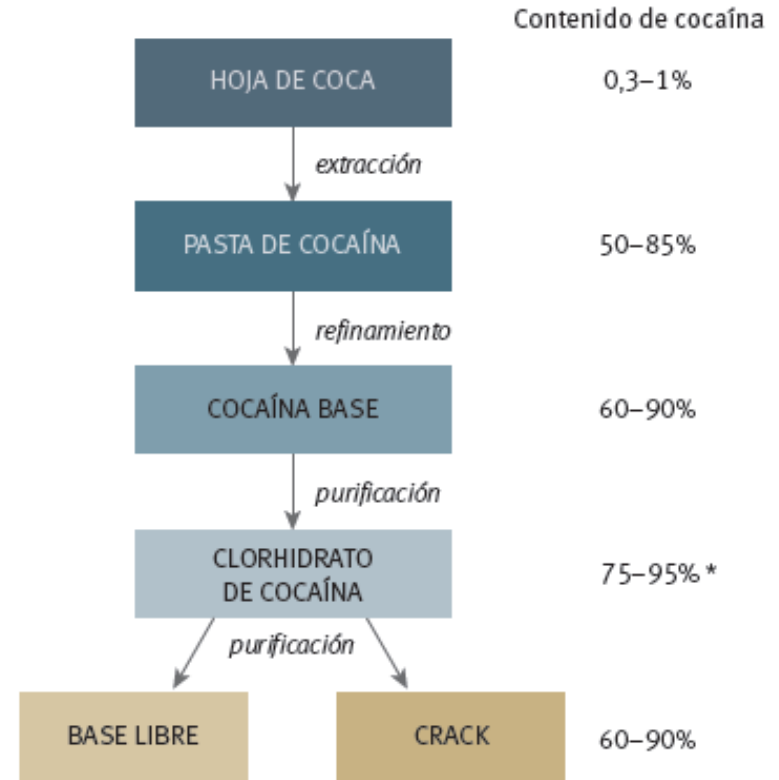 Contenido de cocaína
HOJA DE COCA
0,3–1%
extracción
PASTA DE COCAÍNA
50–85%
refinamiento
COCAÍNA BASE
60–90%
purificación
CLORHIDRATO
DE COCAÍNA
75–95% *
purificación
BASE LIBRE
CRACK
60–90%